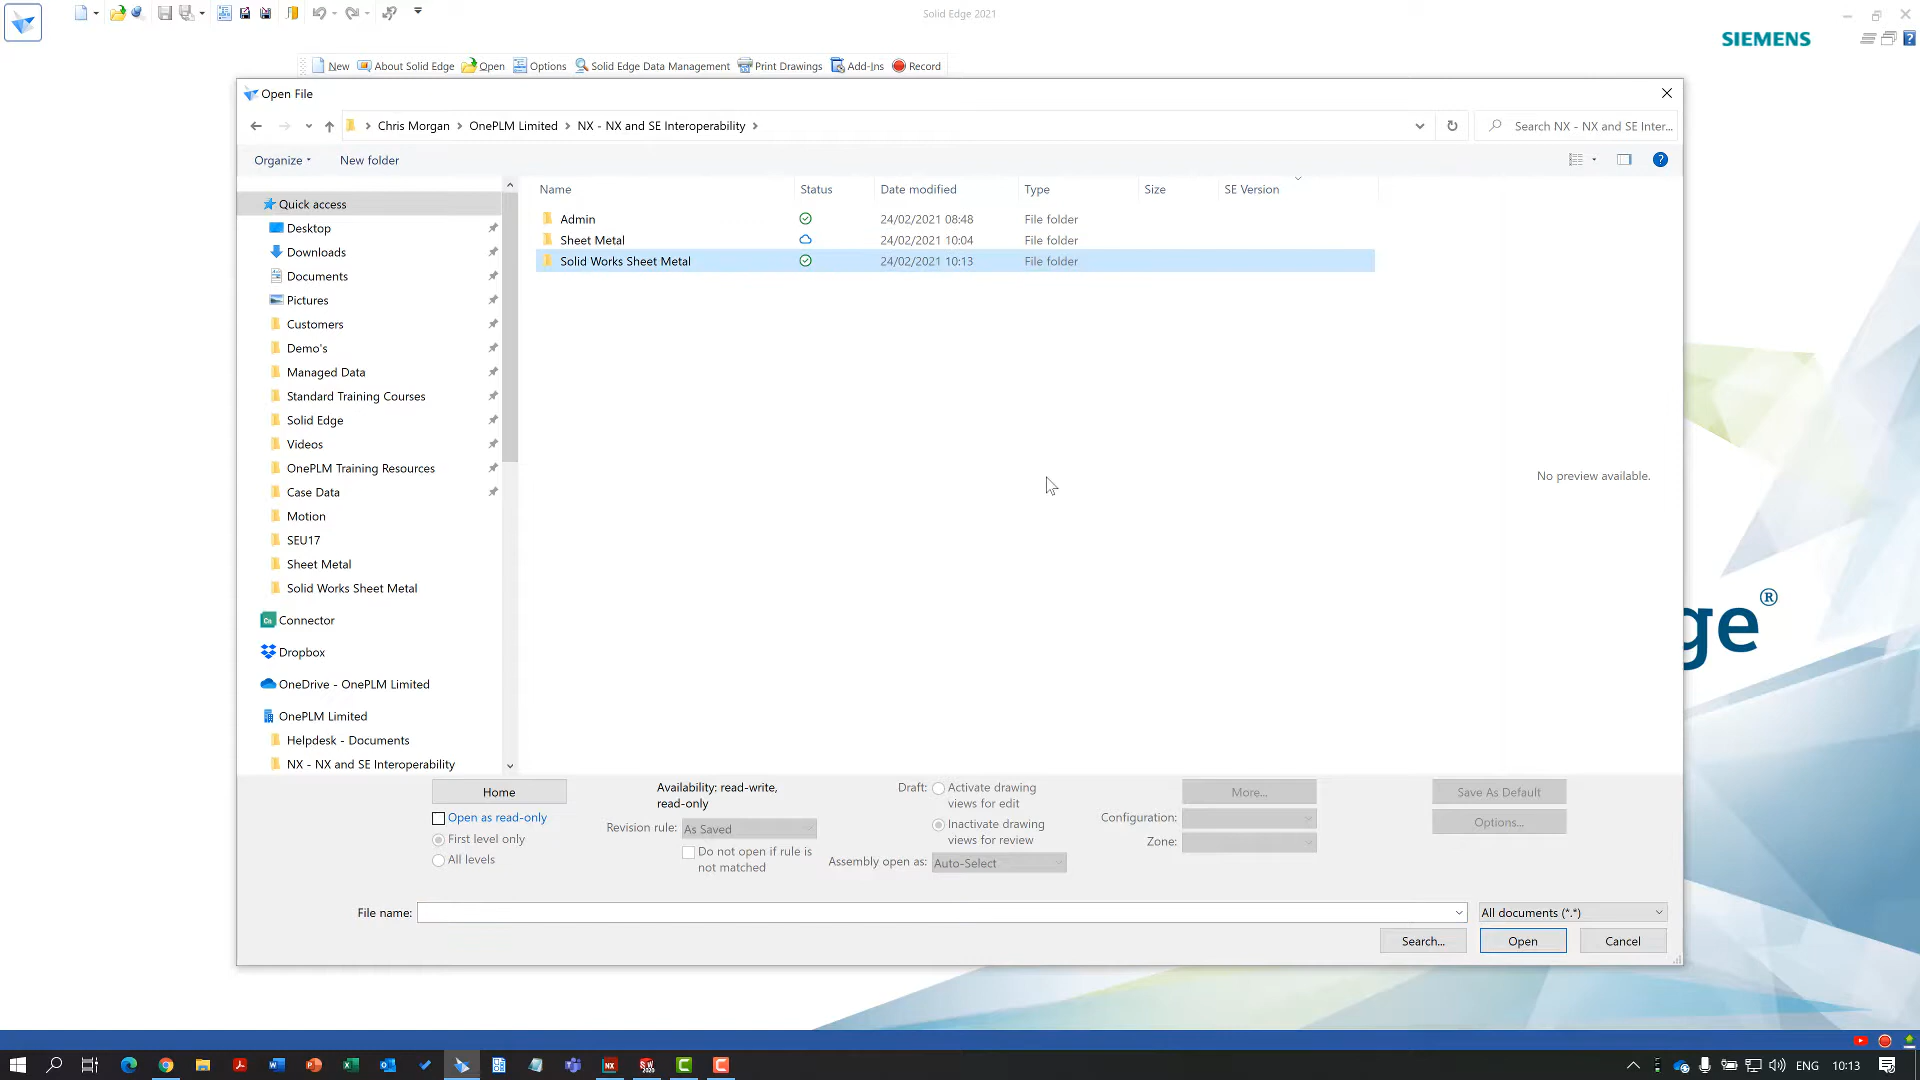 Solid Edge 2021
SIEMENS
New About Solid Edge Open Options Solid Edge Data Management Print Drawings Add-Ins Record
Open File
Chris Morgan OnePLM Limited NX - NX and SE Interoperability
Search NX - NX and SE Inter...
Organize New folder
Name Status Date modified Type Size SE Version
Admin 24/02/2021 08:48 File folder
Sheet Metal 24/02/2021 10:04 File folder
Solid Works Sheet Metal 24/02/2021 10:13 File folder
Quick access
Desktop
Downloads
Documents
Pictures
Customers
Demo's
Managed Data
Standard Training Courses
Solid Edge
Videos
OnePLM Training Resources
Case Data
Motion
SEU17
Sheet Metal
Solid Works Sheet Metal
Connector
Dropbox
OneDrive - OnePLM Limited
OnePLM Limited
Helpdesk - Documents
NX - NX and SE Interoperability
No preview available.
ge®
Home
Open as read-only
First level only
All levels
Availability: read-write,
read-only
Revision rule: As Saved
Do not open if rule is
not matched
Draft: Activate drawing
views for edit
Inactivate drawing
views for review
Assembly open as: Auto-Select
More...
Configuration:
Zone:
Save As Default
Options...
File name:
All documents (*.*)
Search... Open Cancel
ENG 10:13